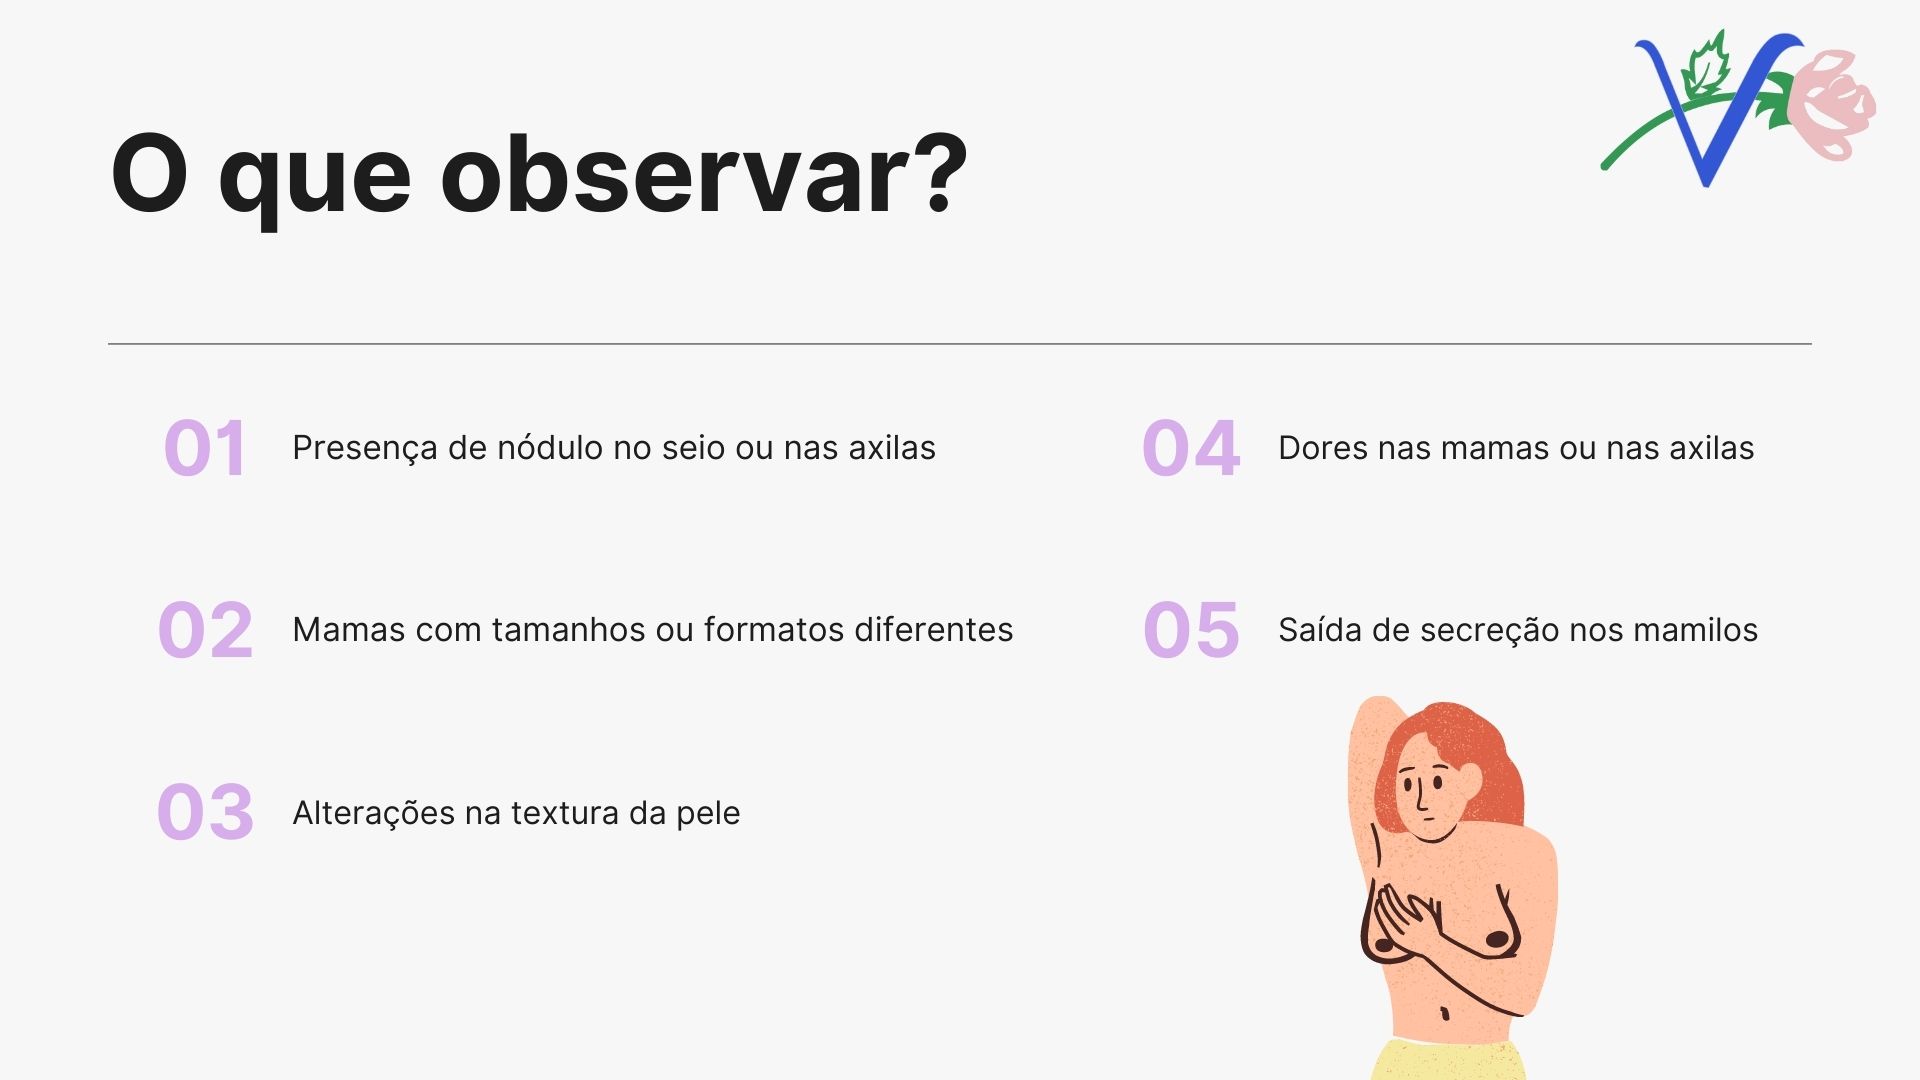 O que observar?
01 Presença de nódulo no seio ou nas axilas
02 Mamas com tamanhos ou formatos diferentes
03 Alterações na textura da pele
04 Dores nas mamas ou nas axilas
05 Saída de secreção nos mamilos
V